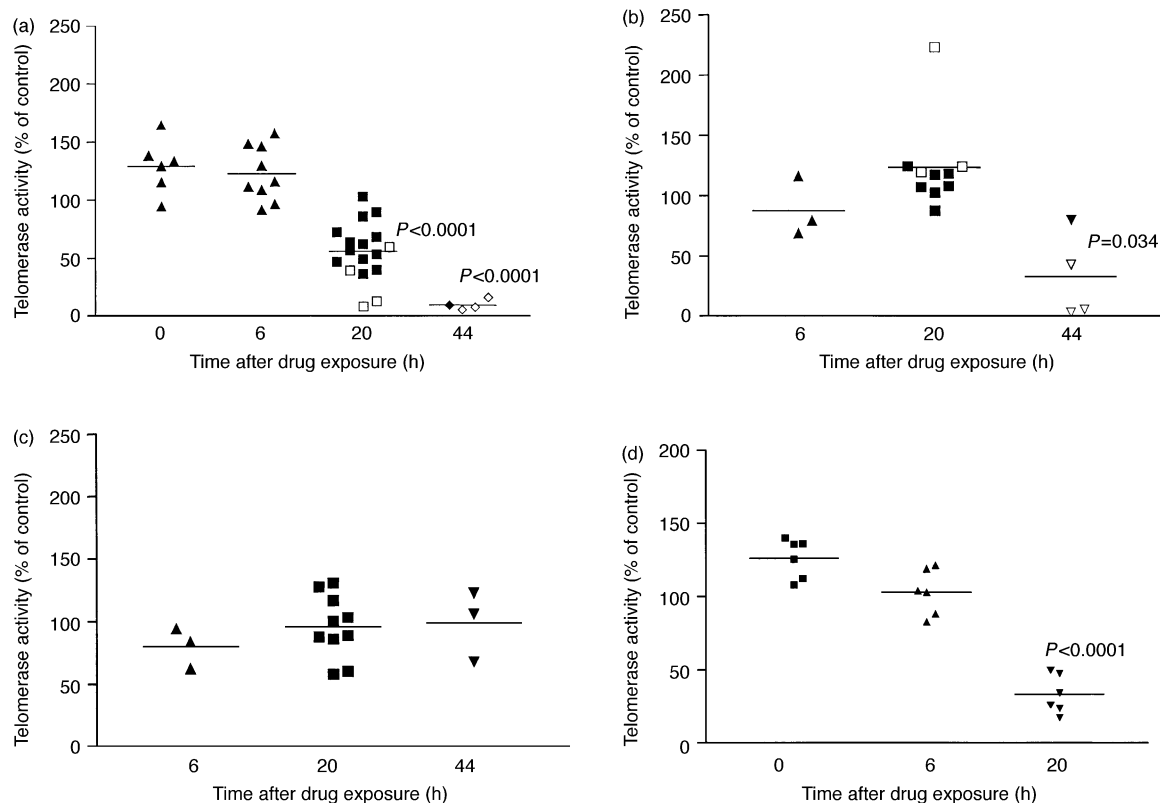 (a)
250
200
150
100
50
0
Telomerase activity (% of control)
P<0.0001
P<0.0001
0 6 20 44
Time after drug exposure (h)
(b)
250
200
150
100
50
0
Telomerase activity (% of control)
P=0.034
6 20 44
Time after drug exposure (h)
(c)
250
200
150
100
50
0
Telomerase activity (% of control)
6 20 44
Time after drug exposure (h)
(d)
200
150
100
50
0
Telomerase activity (% of control)
P<0.0001
0 6 20
Time after drug exposure (h)